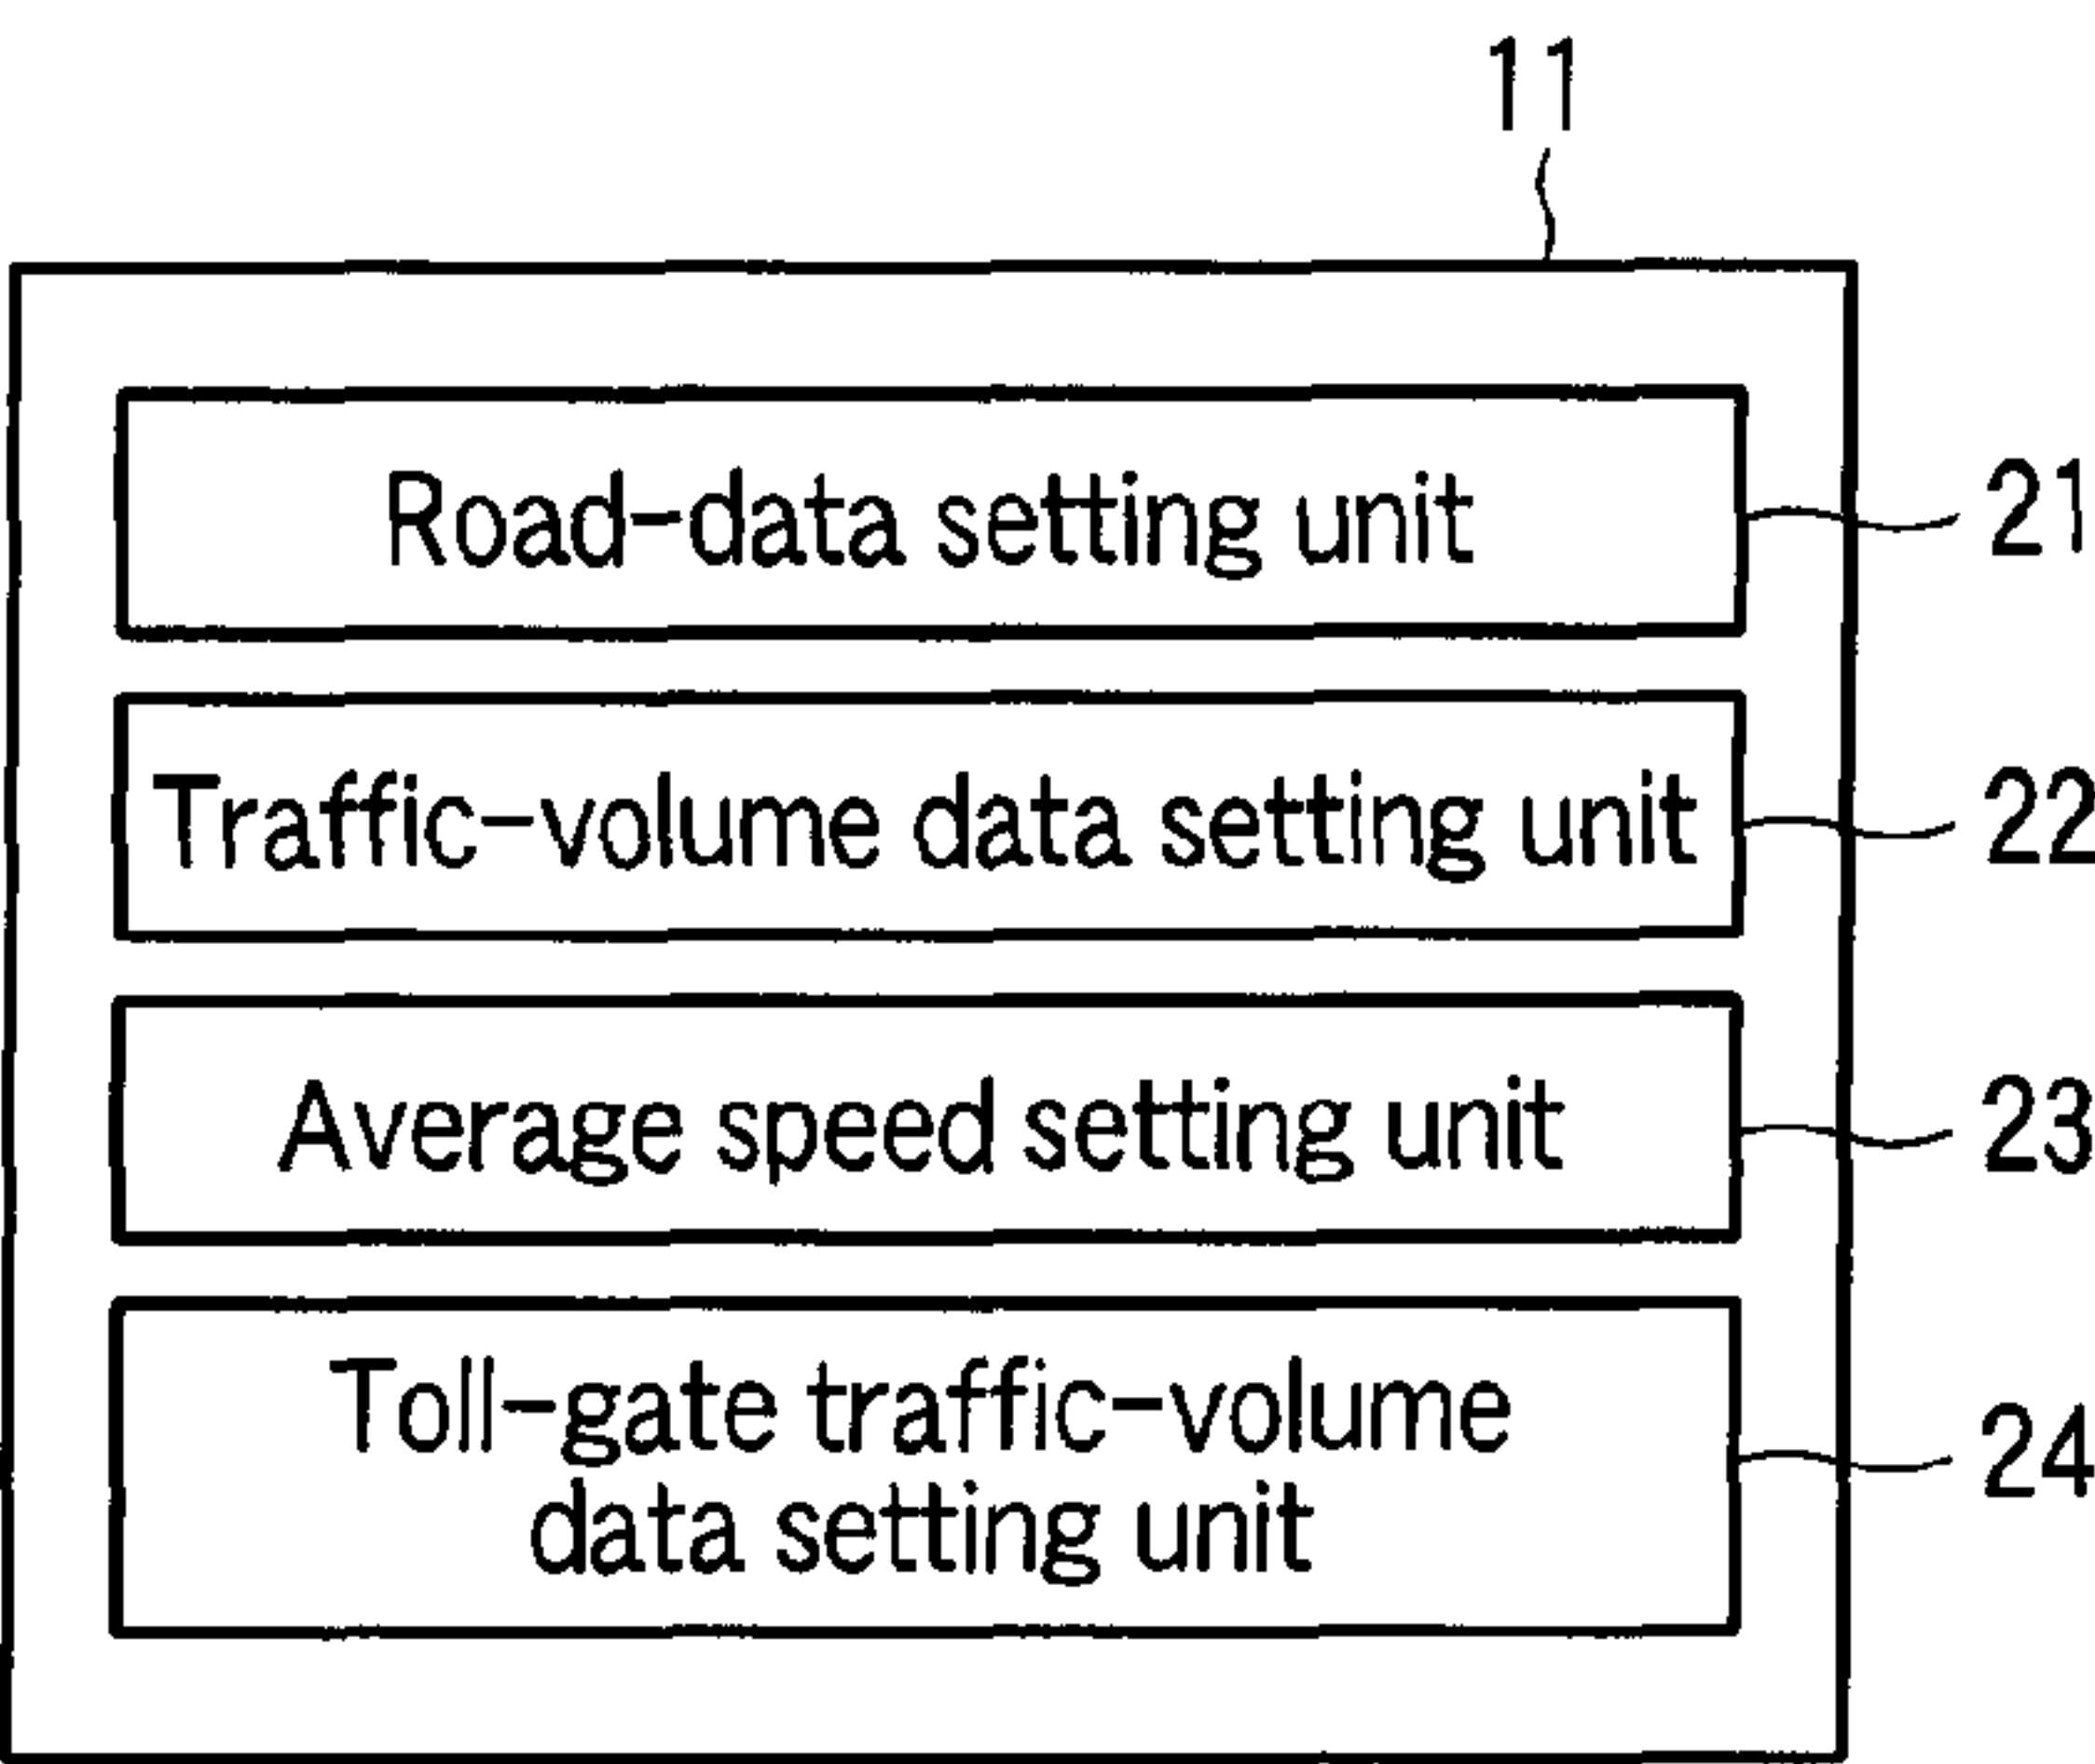 11
Road-data setting unit
21
Traffic-volume data setting unit
22
Average speed setting unit
23
Toll-gate traffic-volume
data setting unit
24